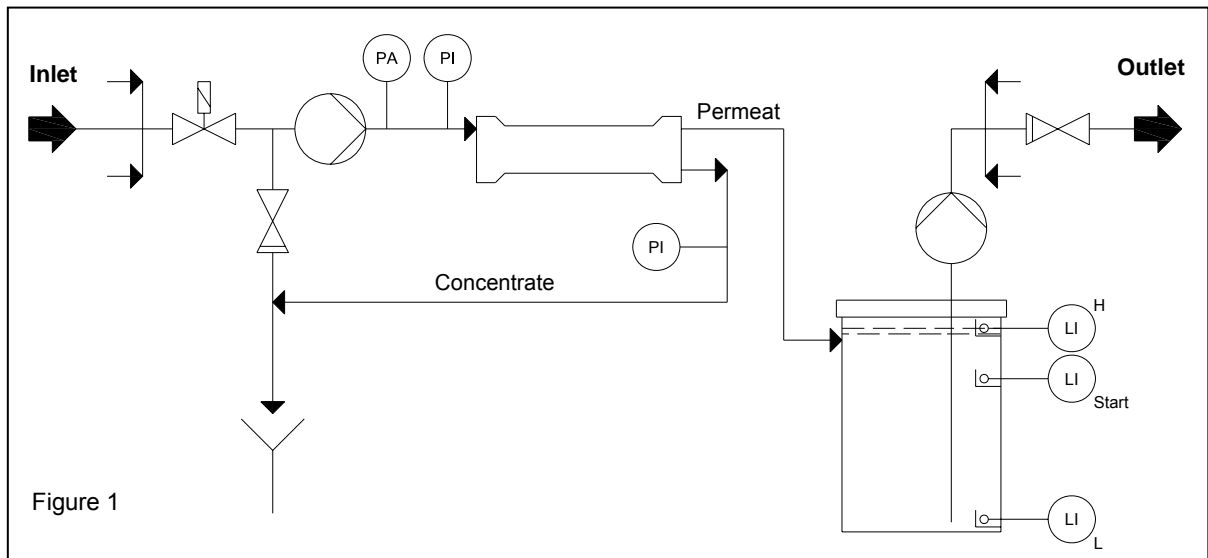 Inlet
PA
PI
Permeat
Outlet
PI
Concentrate
LI H
LI Start
LI L
Figure 1